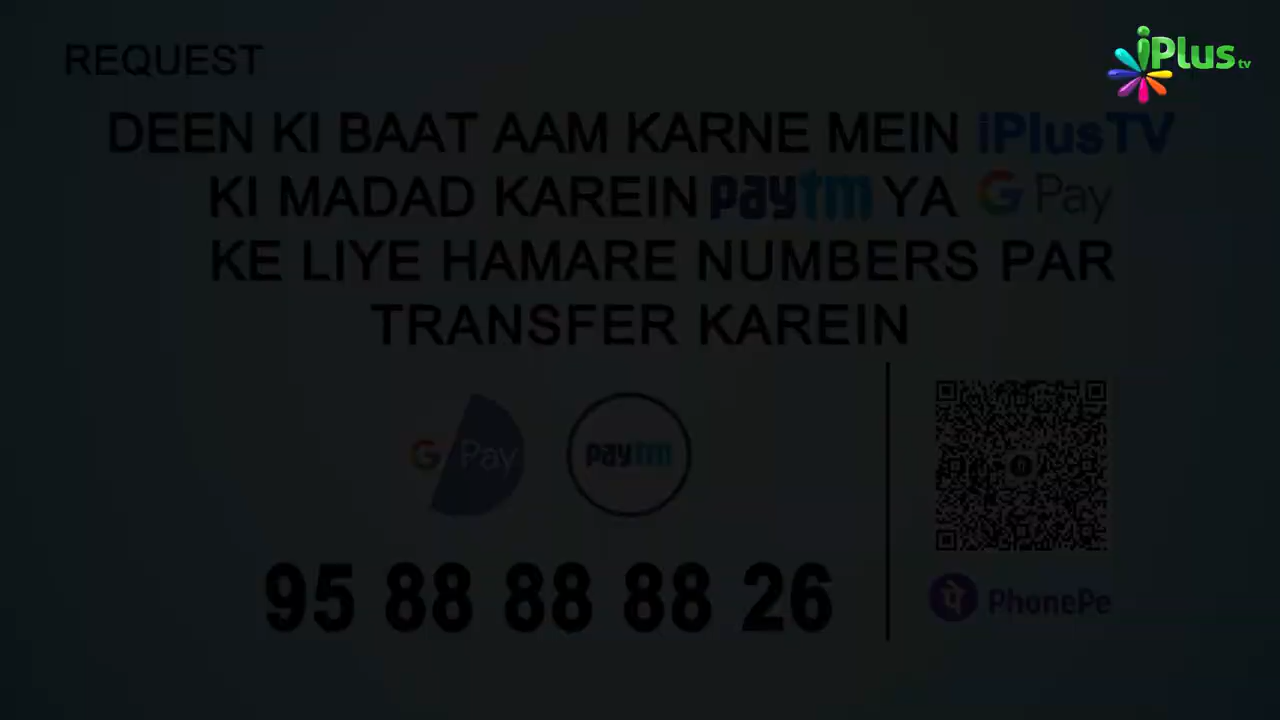 iPlus tv
REQUEST
DEEN KI BAAT AAM KARNE MEIN iPlusTV
KI MADAD KAREIN paytm YA G Pay
KE LIYE HAMARE NUMBERS PAR
TRANSFER KAREIN
G Pay paytm
95 88 88 88 26
पे PhonePe